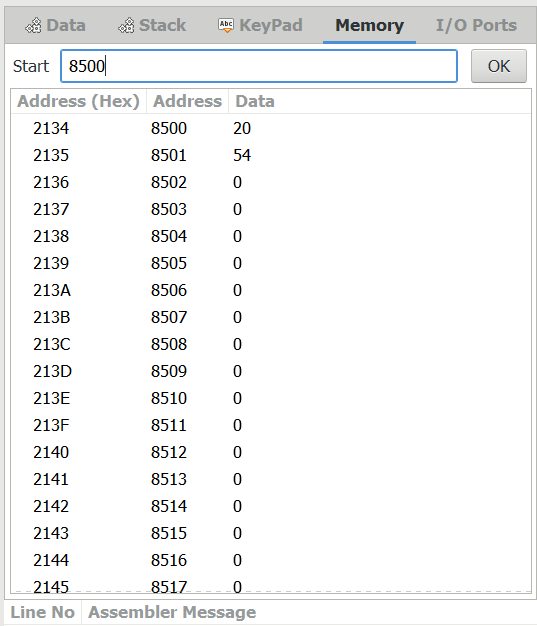 Data Stack Abc KeyPad Memory I/O Ports
Start 8500 OK
Address (Hex) Address Data
2134 8500 20
2135 8501 54
2136 8502 0
2137 8503 0
2138 8504 0
2139 8505 0
213A 8506 0
213B 8507 0
213C 8508 0
213D 8509 0
213E 8510 0
213F 8511 0
2140 8512 0
2141 8513 0
2142 8514 0
2143 8515 0
2144 8516 0
2145 8517 0
Line No Assembler Message